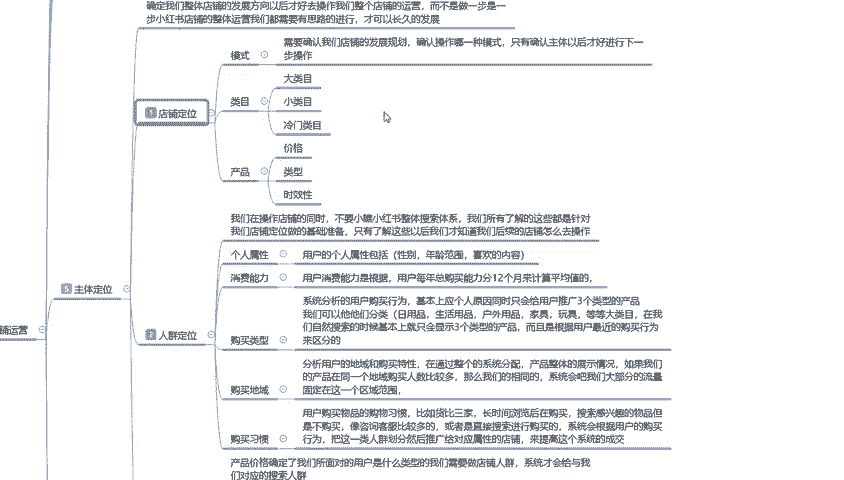 确定我们整体店铺的发展方向以后才好去操作我们整个店铺的运营，而不是做一步是一
步小红书店铺的整体运营我们都需要有思路的进行，才可以长久的发展
需要确认我们店铺的发展规划，确认操作哪一种模式，只有确认主体以后才好进行下一
步操作
模式
大类目
类目
小类目
冷门类目
1 店铺定位
价格
产品
类型
时效性
我们在操作店铺的同时，不要小瞧小红书整体搜索体系，我们所有了解的这些都是针对
我们店铺定位做的基础准备，只有了解这些以后我们才知道我们后续的店铺怎么去操作
个人属性
用户的个人属性包括（性别，年龄范围，喜欢的内容）
消费能力
用户消费能力是根据，用户每年总购买能力分12个月来计算平均值的，
5 主体定位
系统分析的用户购买行为，基本上应个人原因同时只会给用户推广3个类型的产品
我们可以他他们分类（日用品，生活用品，户外用品，家具，玩具，等等大类目，在我
们自然搜索的时候基本上就只会显示3个类型的产品，而且是根据用户最近的购买行为
来区分的
购买类型
铺运营
2 人群定位
分析用户的地域和购买特性，在通过整个的系统分配，产品整体的展示情况，如果我们
的产品在同一个地域购买人数比较多，那么我们的相同的，系统会吧我们大部分的流量
固定在这一个区域范围，
购买地域
用户购买物品的购物习惯，比如货比三家，长时间浏览后在购买，搜索感兴趣的物品但
是不购买，像咨询客服比较多的，或者是直接搜索进行购买的，系统会根据用户的购买
行为，把这一类人群划分然后推广给对应属性的店铺，来提高这个系统的成交
购买习惯
产品价格确定了我们所面对的用户是什么类型的我们需要做店铺人群，系统才会给与我
们对应的搜索人群